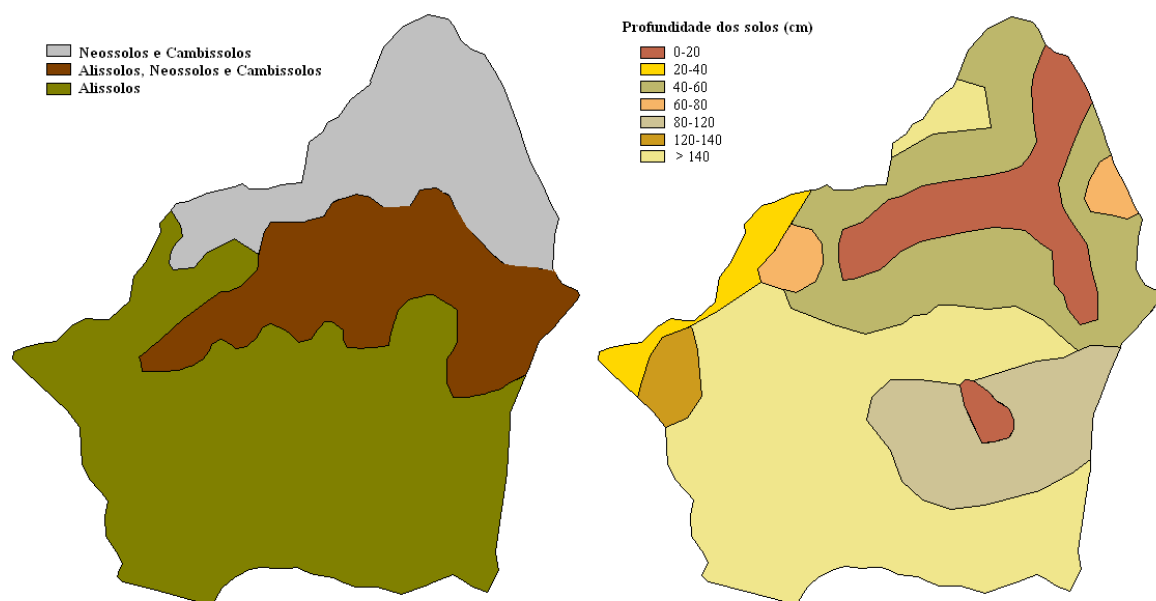 Neossolos e Cambissolos
Alissolos, Neossolos e Cambissolos
Alissolos
Profundidade dos solos (cm)
0-20
20-40
40-60
60-80
80-120
120-140
> 140